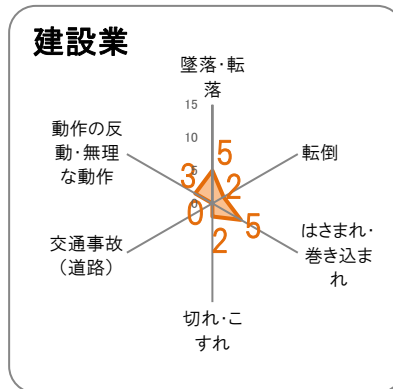 建設業
墜落・転
落
15
10
5
0
5
2
5
2
0
3
転倒
はさまれ・
巻き込ま
れ
切れ・こ
すれ
交通事故
（道路）
動作の反
動・無理
な動作